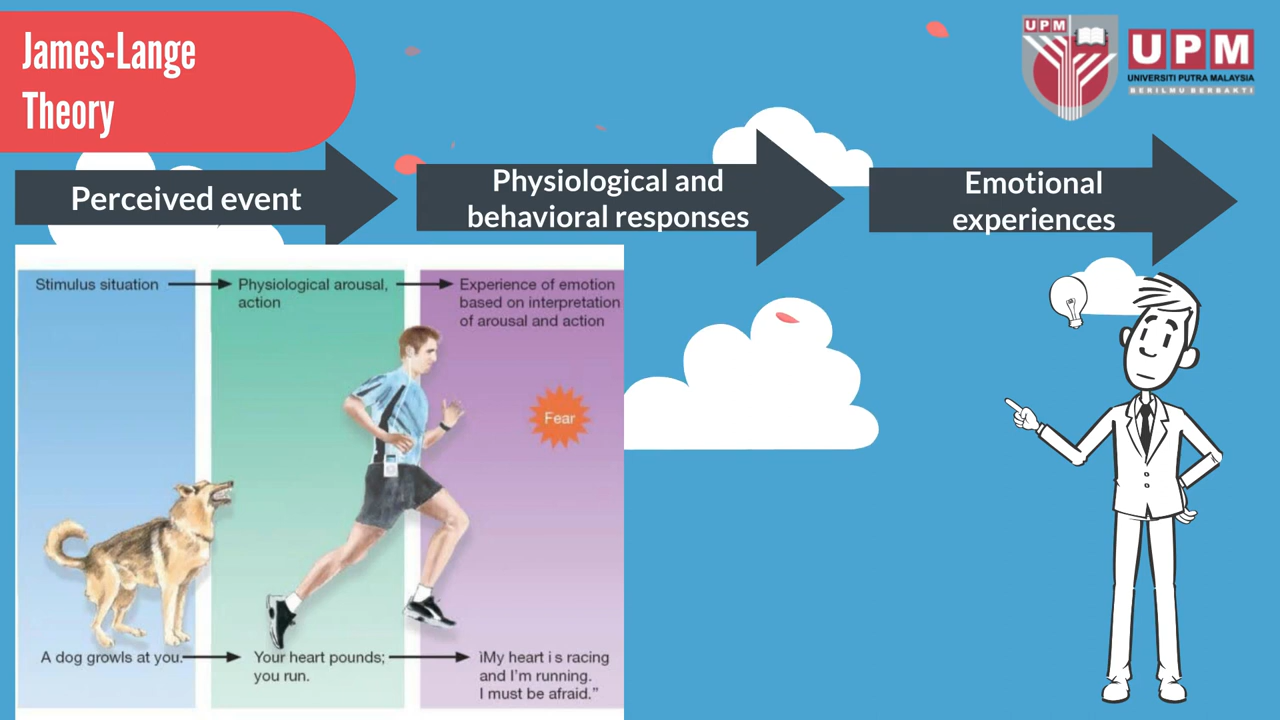 James-Lange
Theory
UPM
UPM
UNIVERSITI PUTRA MALAYSIA
BERILMU BERBAKTI
Perceived event
Physiological and
behavioral responses
Emotional
experiences
Stimulus situation
Physiological arousal,
action
Experience of emotion
based on interpretation
of arousal and action
Fear
A dog growls at you.
Your heart pounds;
you run.
ìMy heart i s racing
and I'm running.
I must be afraid.”